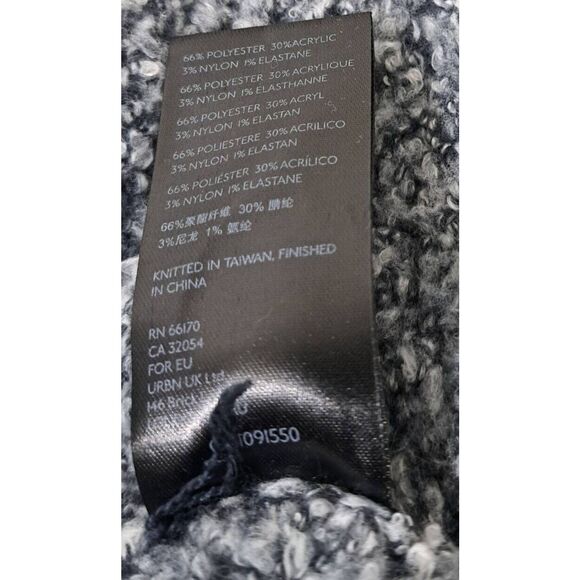 66% POLYESTER 30%ACRYLIC
3% NYLON 1% ELASTANE
66% POLYESTER 30% ACRYLIQUE
3% NYLON 1% ELASTHANNE
66% POLYESTER 30% ACRYL
3% NYLON 1% ELASTAN
66% POLIESTERE 30% ACRILICO
3% NYLON 1% ELASTAN
66% POLIÉSTER 30% ACRÍLICO
3% NYLON 1% ELASTANE
66%聚酯纤维 30% 腈纶
3%尼龙 1% 氨纶
KNITTED IN TAIWAN, FINISHED
IN CHINA
RN 66170
CA 32054
FOR EU
URBN UK Ltd
146 Brick
1091550